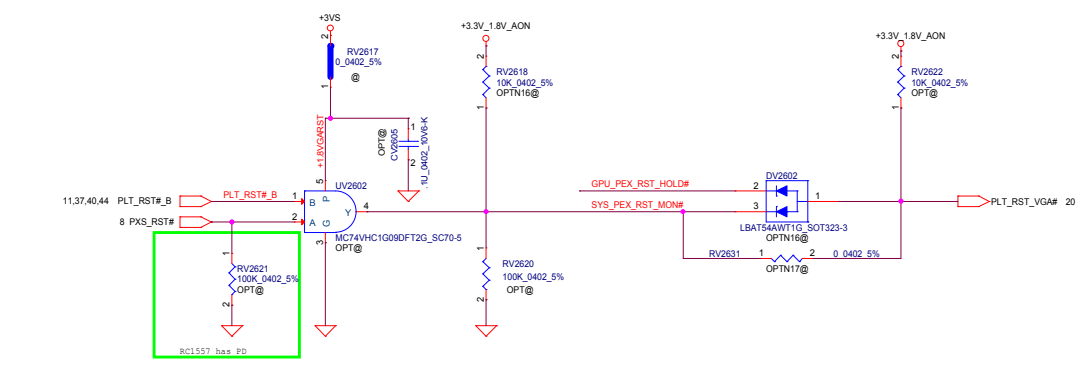 +3VS
2
RV2617
0_0402_5%
@
1
+1.8VGARST
OPT@
CV2605
.1U_0402_10V6-K
1
2
+3.3V_1.8V_AON
2
RV2618
10K_0402_5%
OPTN16@
1
+3.3V_1.8V_AON
2
RV2622
10K_0402_5%
OPT@
1
11,37,40,44 PLT_RST#_B
PLT_RST#_B
8 PXS_RST#
1
2
5
B
A
P
G
Y
4
3
UV2602
MC74VHC1G09DFT2G_SC70-5
OPT@
GPU_PEX_RST_HOLD#
SYS_PEX_RST_MON#
DV2602
2
3
1
LBAT54AWT1G_SOT323-3
OPTN16@
PLT_RST_VGA# 20
RV2631
1
2
0_0402_5%
OPTN17@
1
RV2621
100K_0402_5%
OPT@
2
RC1557 has PD
1
RV2620
100K_0402_5%
OPT@
2